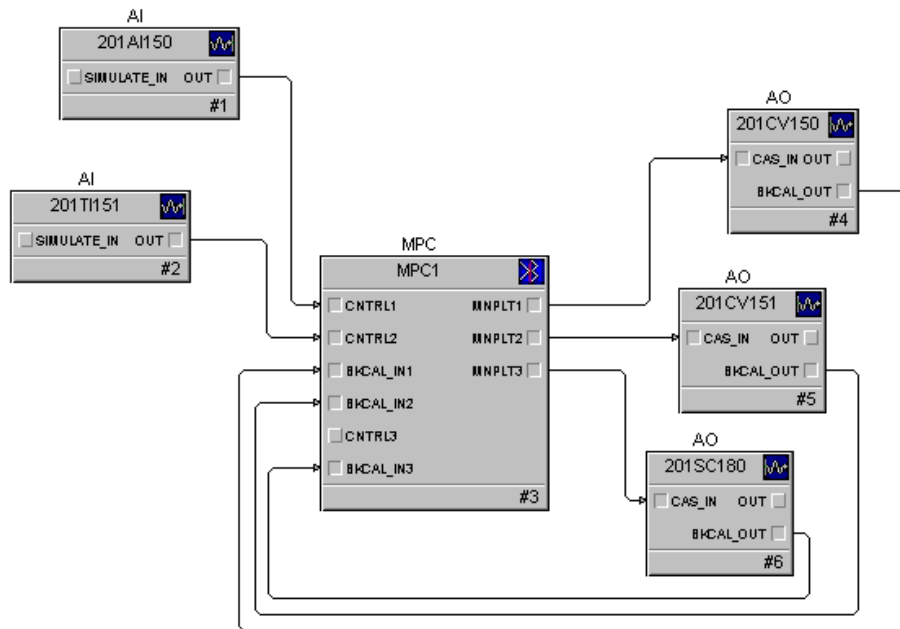 AI
201AI150
SIMULATE_IN OUT
#1
AI
201TI151
SIMULATE_IN OUT
#2
MPC
MPC1
CNTRL1 MNPLT1
CNTRL2 MNPLT2
BKCAL_IN1 MNPLT3
BKCAL_IN2
CNTRL3
BKCAL_IN3
#3
AO
201CV150
CAS_IN OUT
BKCAL_OUT
#4
AO
201CV151
CAS_IN OUT
BKCAL_OUT
#5
AO
201SC180
CAS_IN OUT
BKCAL_OUT
#6